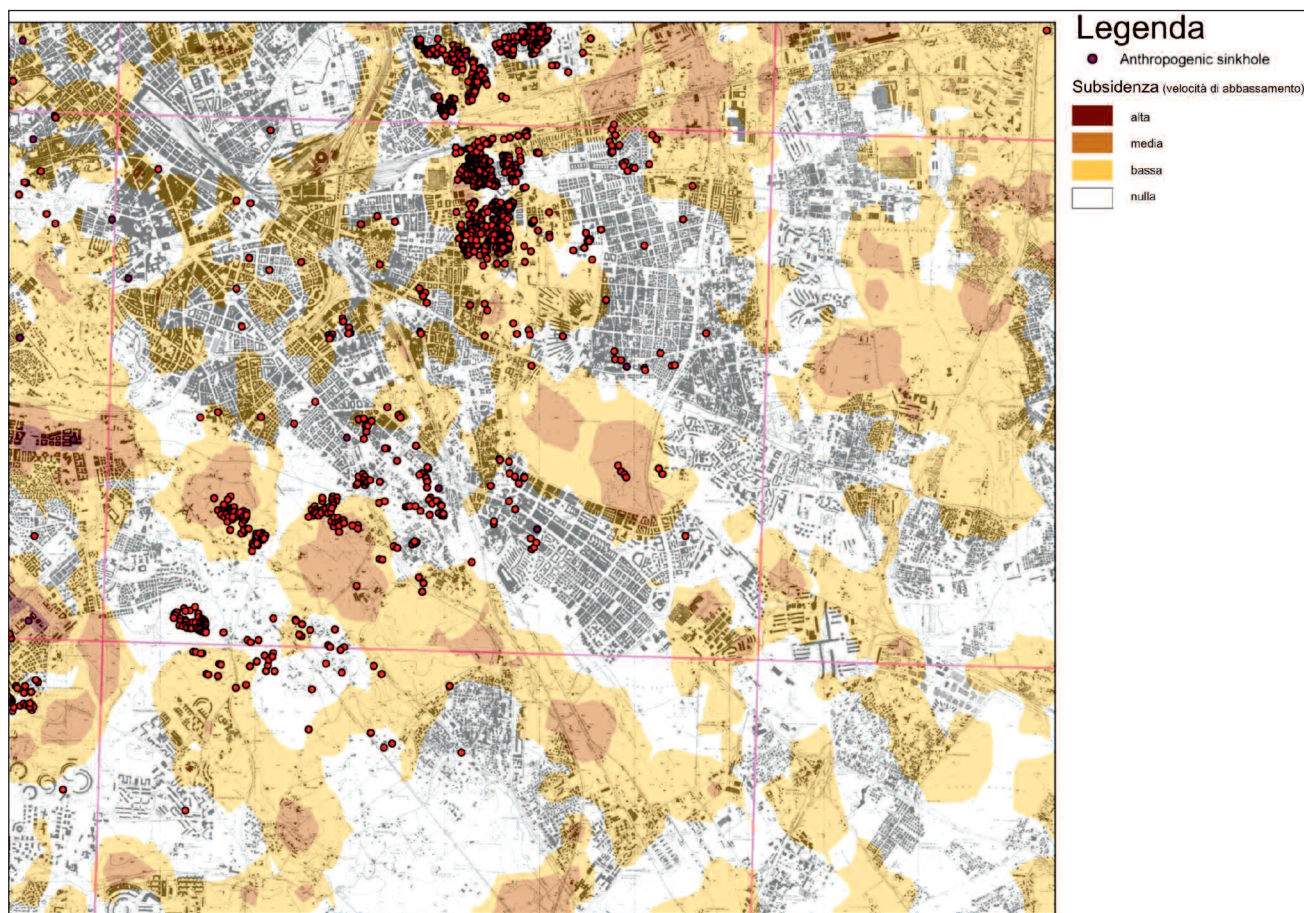 Legenda
Anthropogenic sinkhole
Subsidenza (velocità di abbassamento)
alta
media
bassa
nulla